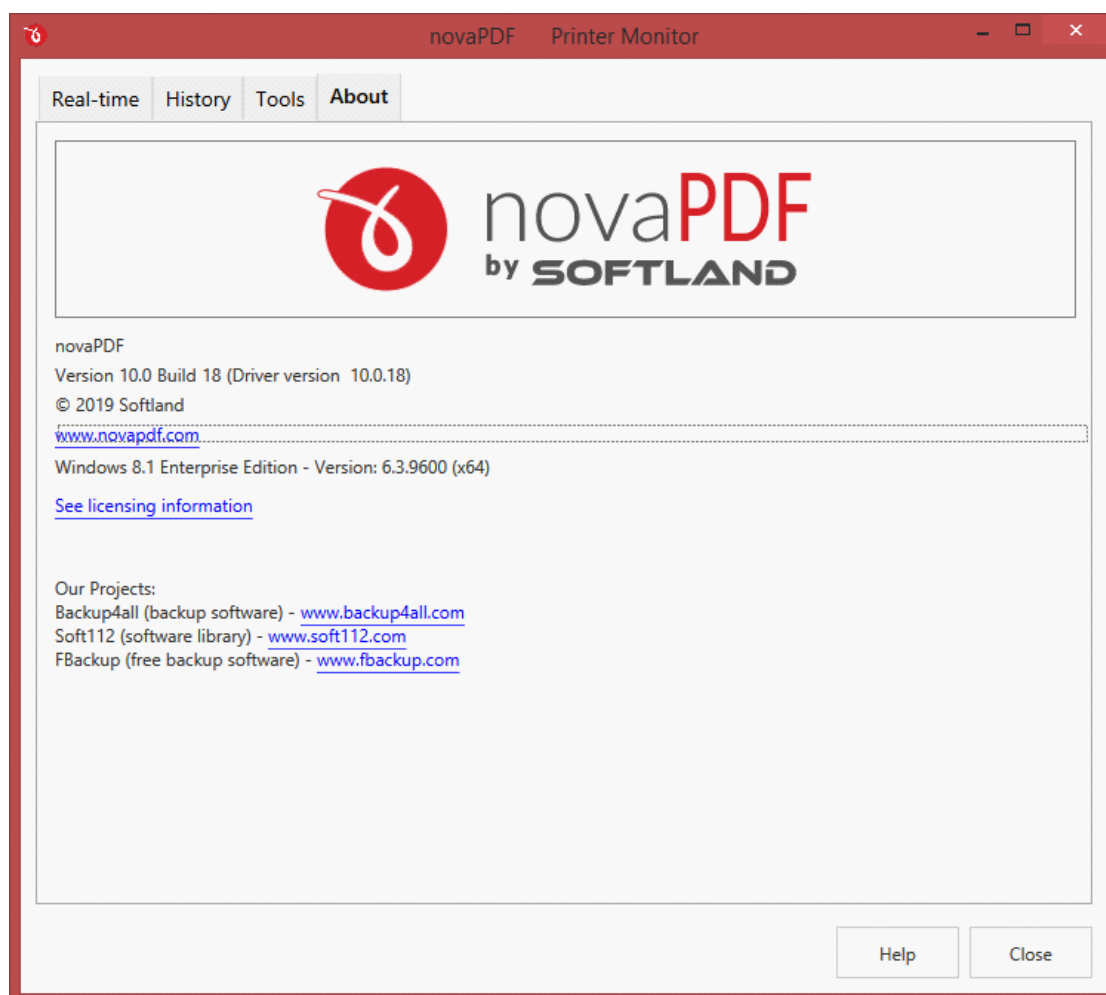 novaPDF Printer Monitor
Real-time History Tools About
novaPDF
by SOFTLAND
novaPDF
Version 10.0 Build 18 (Driver version 10.0.18)
© 2019 Softland
www.novapdf.com
Windows 8.1 Enterprise Edition - Version: 6.3.9600 (x64)
See licensing information
Our Projects:
Backup4all (backup software) - www.backup4all.com
Soft112 (software library) - www.soft112.com
FBackup (free backup software) - www.fbackup.com
Help Close